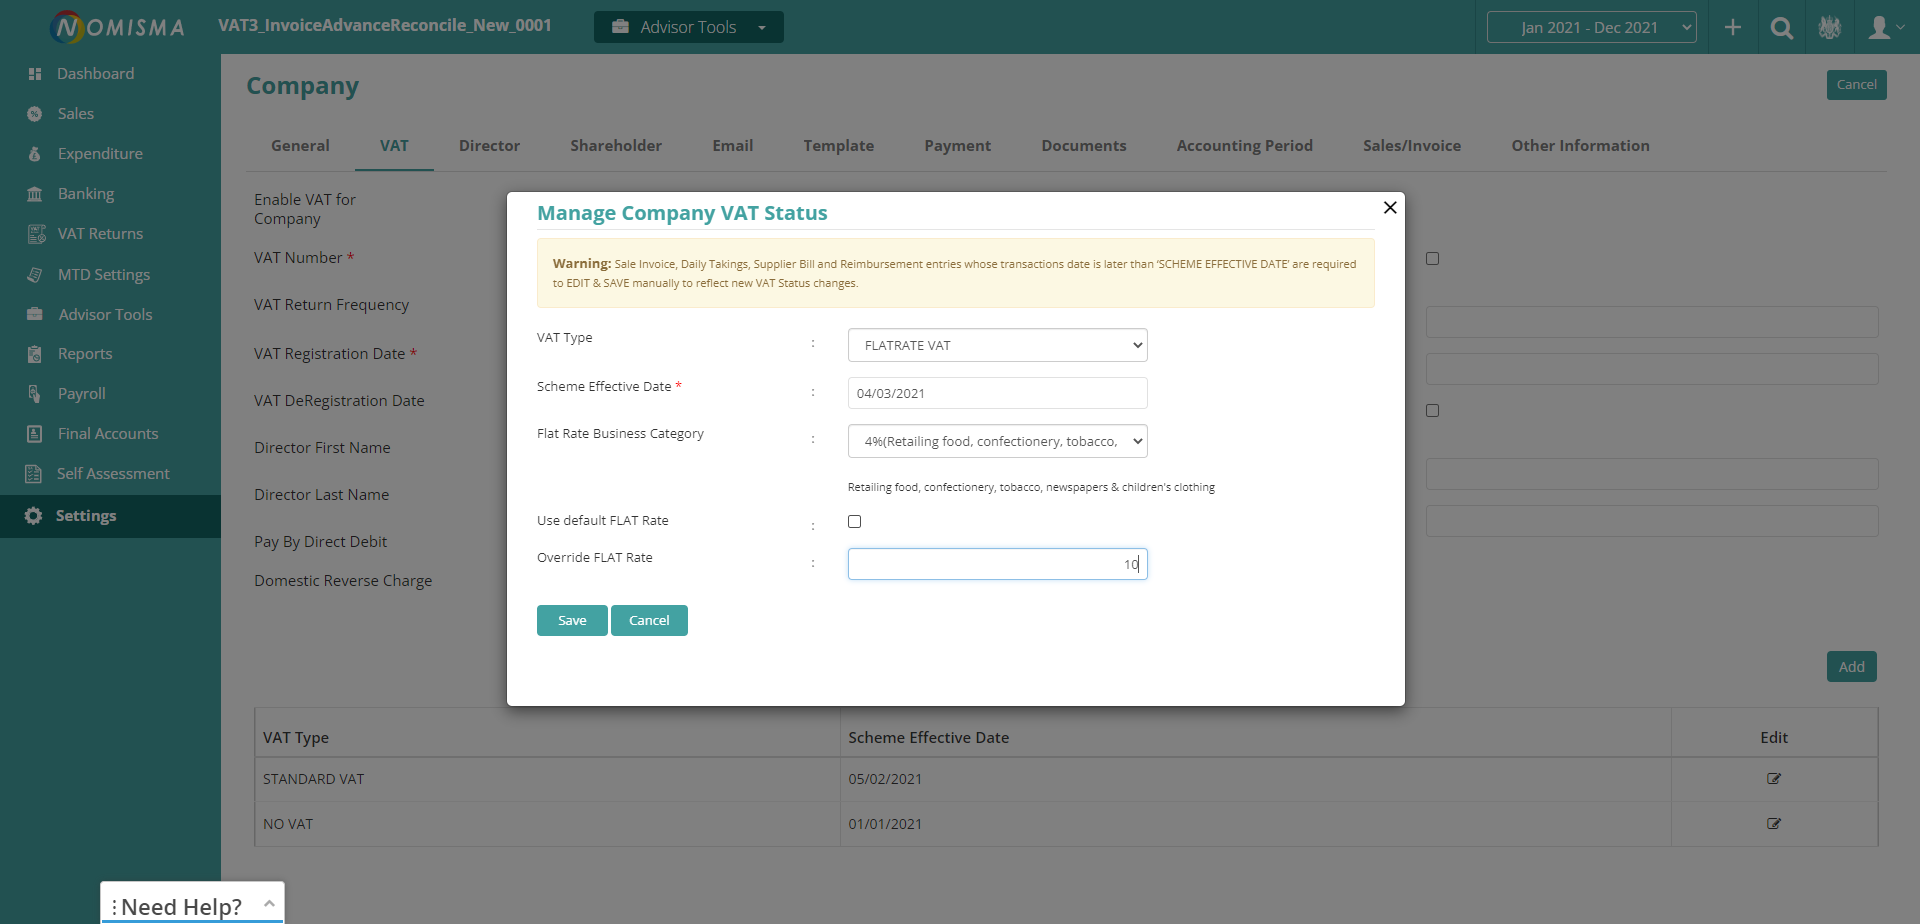 NOMISMA
VAT3_InvoiceAdvanceReconcile_New_0001
Advisor Tools
Jan 2021 - Dec 2021
Dashboard
Sales
Expenditure
Banking
VAT Returns
MTD Settings
Advisor Tools
Reports
Payroll
Final Accounts
Self Assessment
Settings
Company
Cancel
General VAT Director Shareholder Email Template Payment Documents Accounting Period Sales/Invoice Other Information
Enable VAT for
Company
VAT Number *
VAT Return Frequency
VAT Registration Date *
VAT DeRegistration Date
Director First Name
Director Last Name
Pay By Direct Debit
Domestic Reverse Charge
Manage Company VAT Status
Warning: Sale Invoice, Daily Takings, Supplier Bill and Reimbursement entries whose transactions date is later than ‘SCHEME EFFECTIVE DATE’ are required
to EDIT & SAVE manually to reflect new VAT Status changes.
VAT Type : FLATRATE VAT
Scheme Effective Date * : 04/03/2021
Flat Rate Business Category : 4%(Retailing food, confectionery, tobacco,
Retailing food, confectionery, tobacco, newspapers & children's clothing
Use default FLAT Rate :
Override FLAT Rate : 10
Save Cancel
Add
VAT Type Scheme Effective Date Edit
STANDARD VAT 05/02/2021
NO VAT 01/01/2021
Need Help?